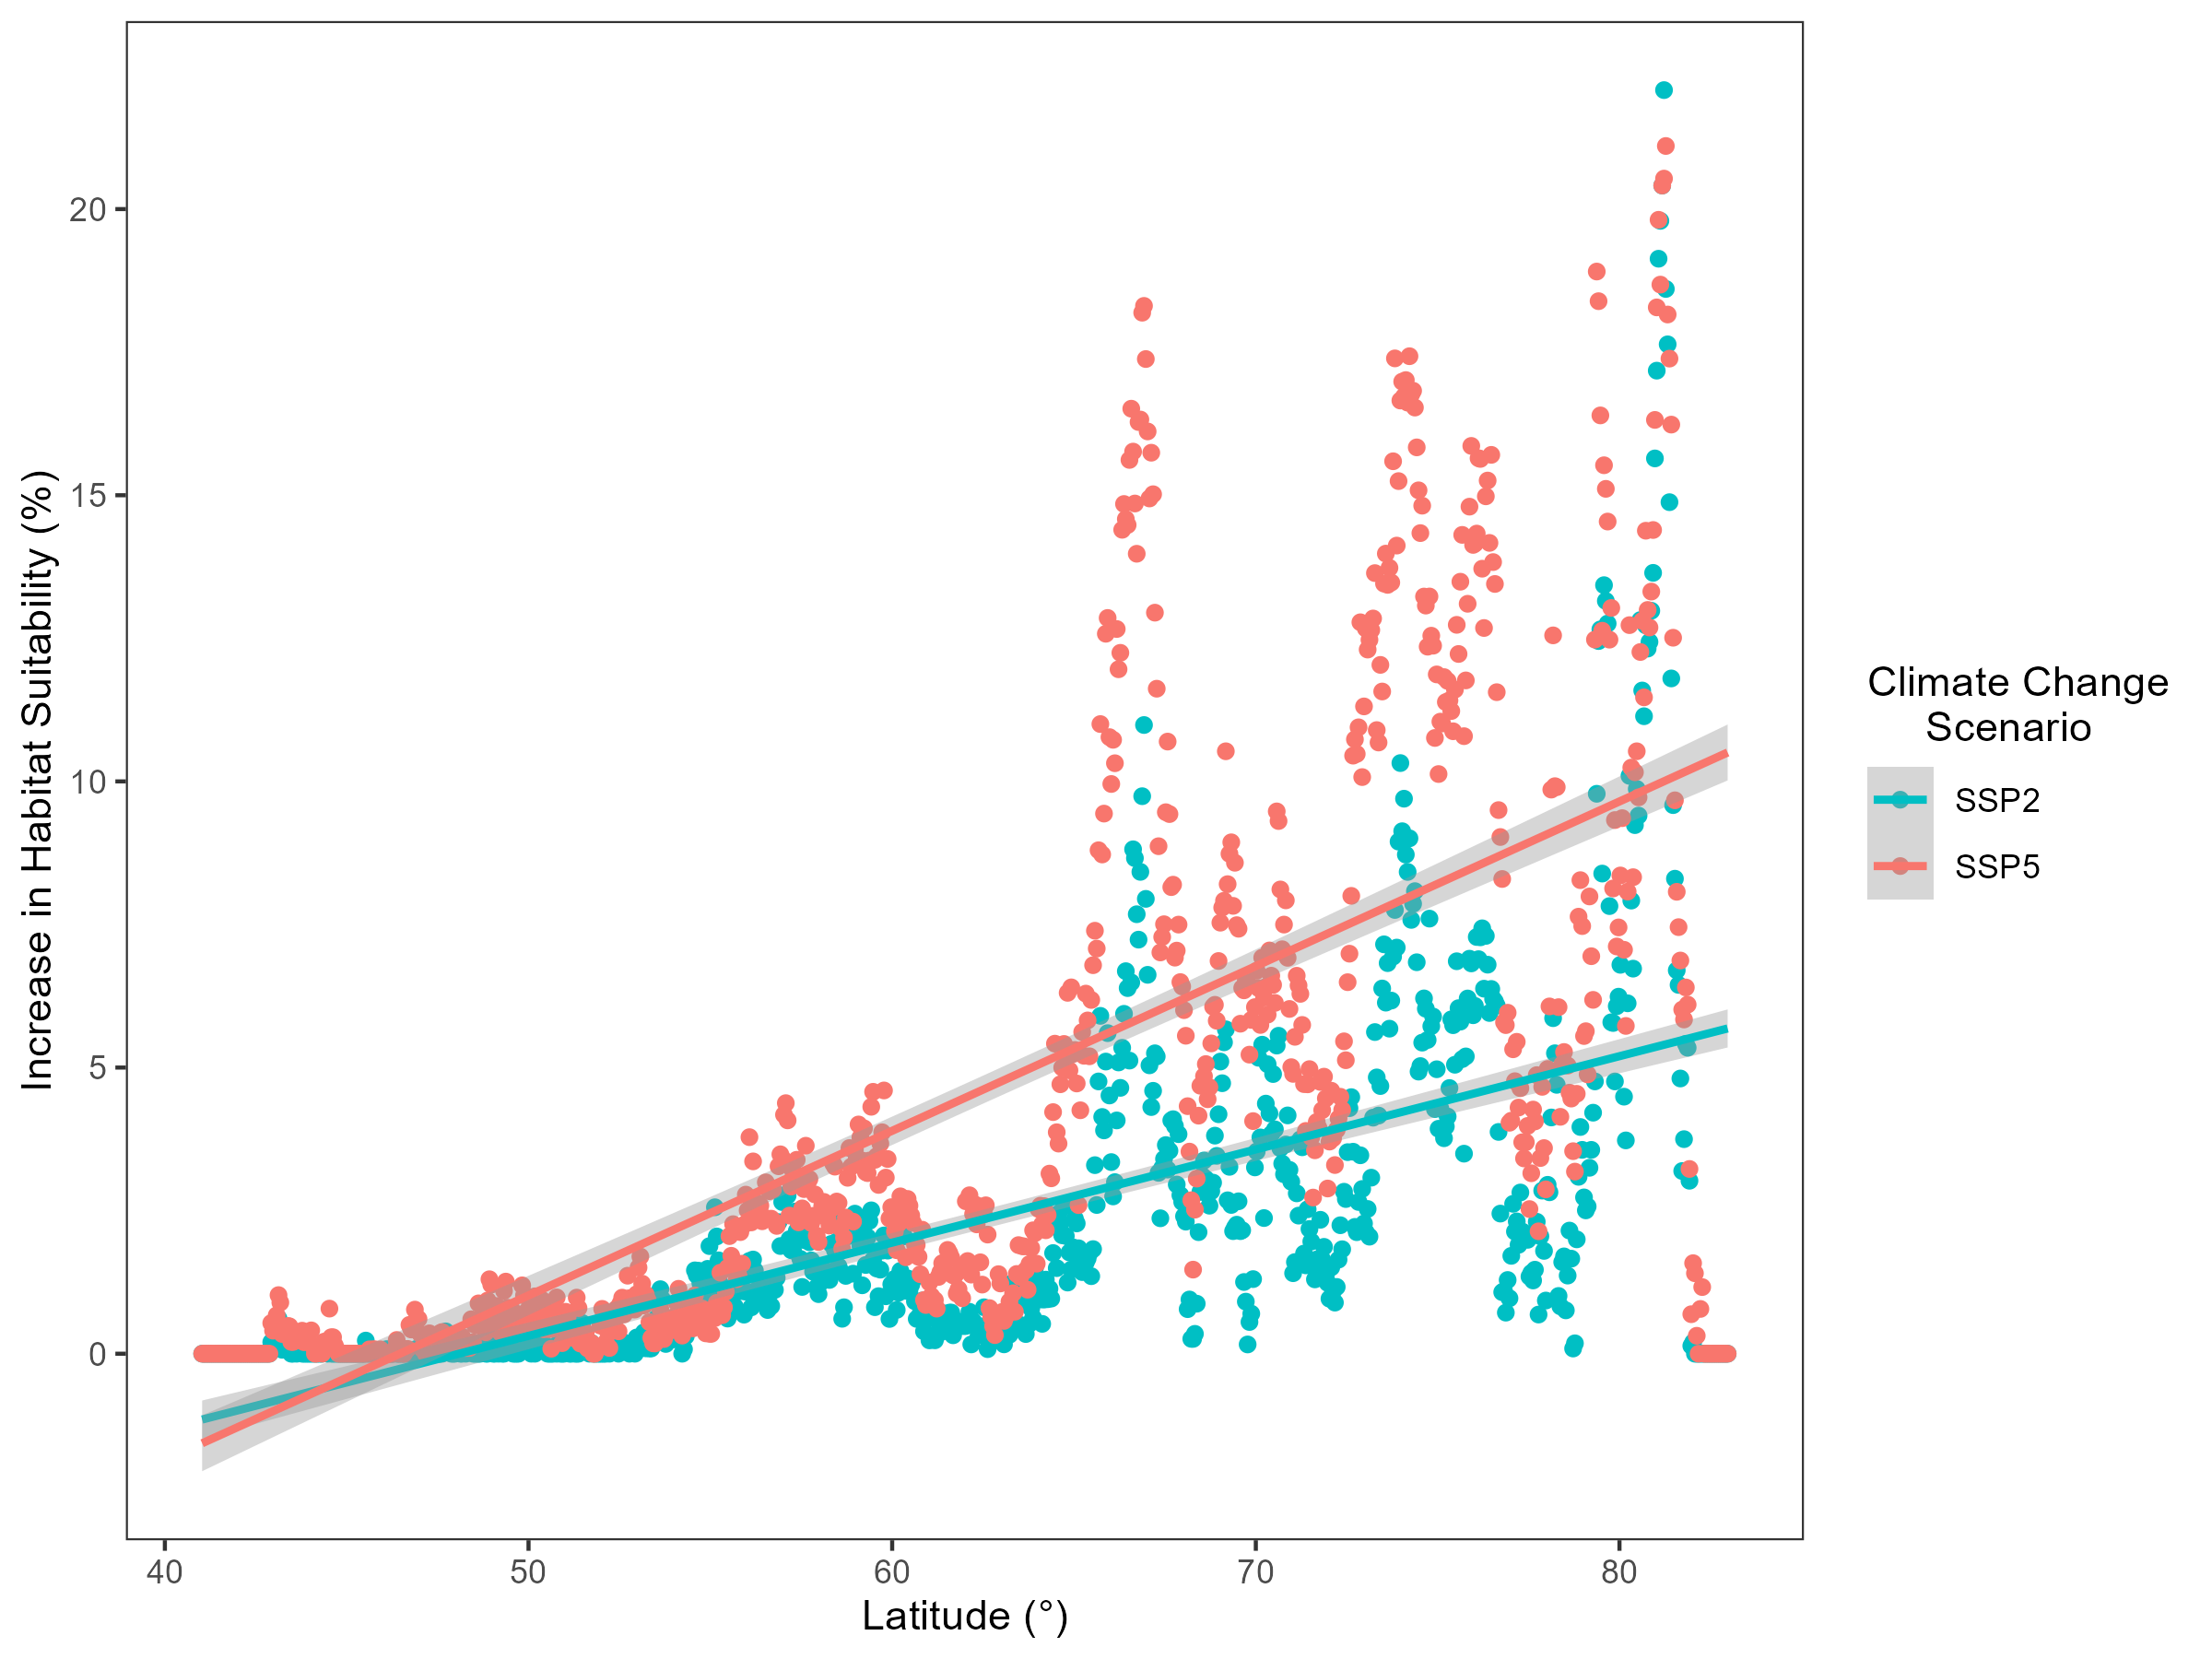 20
15
10
5
0
Increase in Habitat Suitability (%)
40 50 60 70 80
Latitude (°)
Climate Change
Scenario
SSP2
SSP5